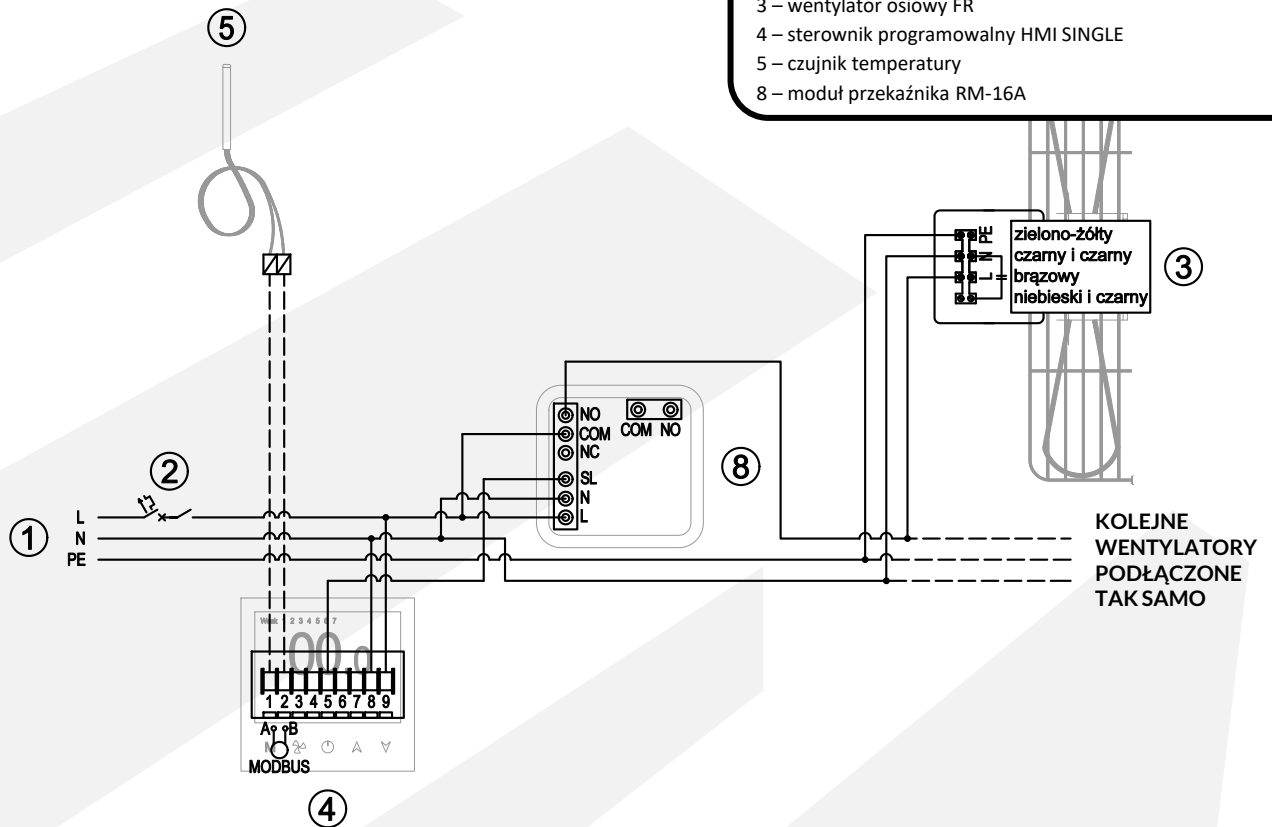 3 – wentylator osiowy FR
4 – sterownik programowalny HMI SINGLE
5 – czujnik temperatury
8 – moduł przekaźnika RM-16A
5
PE
N
L
zielono-żółty
czarny i czarny
brązowy
niebieski i czarny
3
NO
COM
NC
SL
N
L
COM NO
8
2
1
L
N
PE
KOLEJNE
WENTYLATORY
PODŁĄCZONE
TAK SAMO
Week 1 2 3 4 5 6 7
00.0
1 2 3 4 5 6 7 8 9
A B
M
MODBUS
4